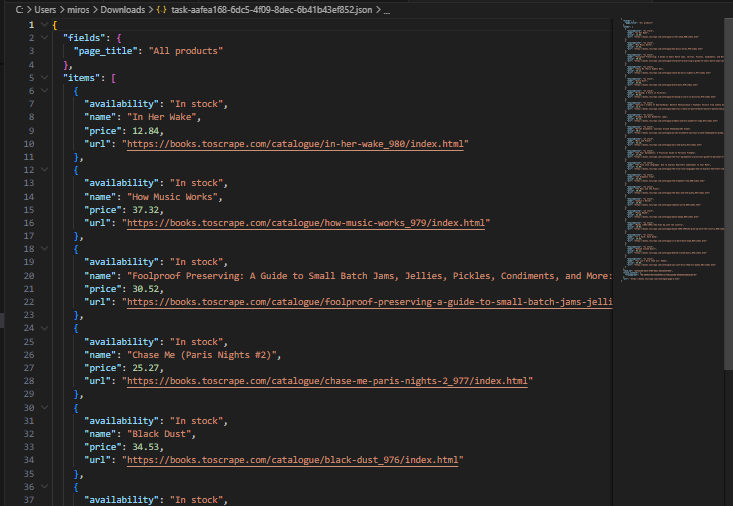 C: > Users > miros > Downloads > {} task-aafea168-6dc5-4f09-8dec-6b41b43ef852.json > ...
1 {
2 "fields": {
3 "page_title": "All products"
4 },
5 "items": [
6 {
7 "availability": "In stock",
8 "name": "In Her Wake",
9 "price": 12.84,
10 "url": "https://books.toscrape.com/catalogue/in-her-wake_980/index.html"
11 },
12 {
13 "availability": "In stock",
14 "name": "How Music Works",
15 "price": 37.32,
16 "url": "https://books.toscrape.com/catalogue/how-music-works_979/index.html"
17 },
18 {
19 "availability": "In stock",
20 "name": "Foolproof Preserving: A Guide to Small Batch Jams, Jellies, Pickles, Condiments, and More:
21 "price": 30.52,
22 "url": "https://books.toscrape.com/catalogue/foolproof-preserving-a-guide-to-small-batch-jams-jelli
23 },
24 {
25 "availability": "In stock",
26 "name": "Chase Me (Paris Nights #2)",
27 "price": 25.27,
28 "url": "https://books.toscrape.com/catalogue/chase-me-paris-nights-2_977/index.html"
29 },
30 {
31 "availability": "In stock",
32 "name": "Black Dust",
33 "price": 34.53,
34 "url": "https://books.toscrape.com/catalogue/black-dust_976/index.html"
35 },
36 {
37 "availability": "In stock",